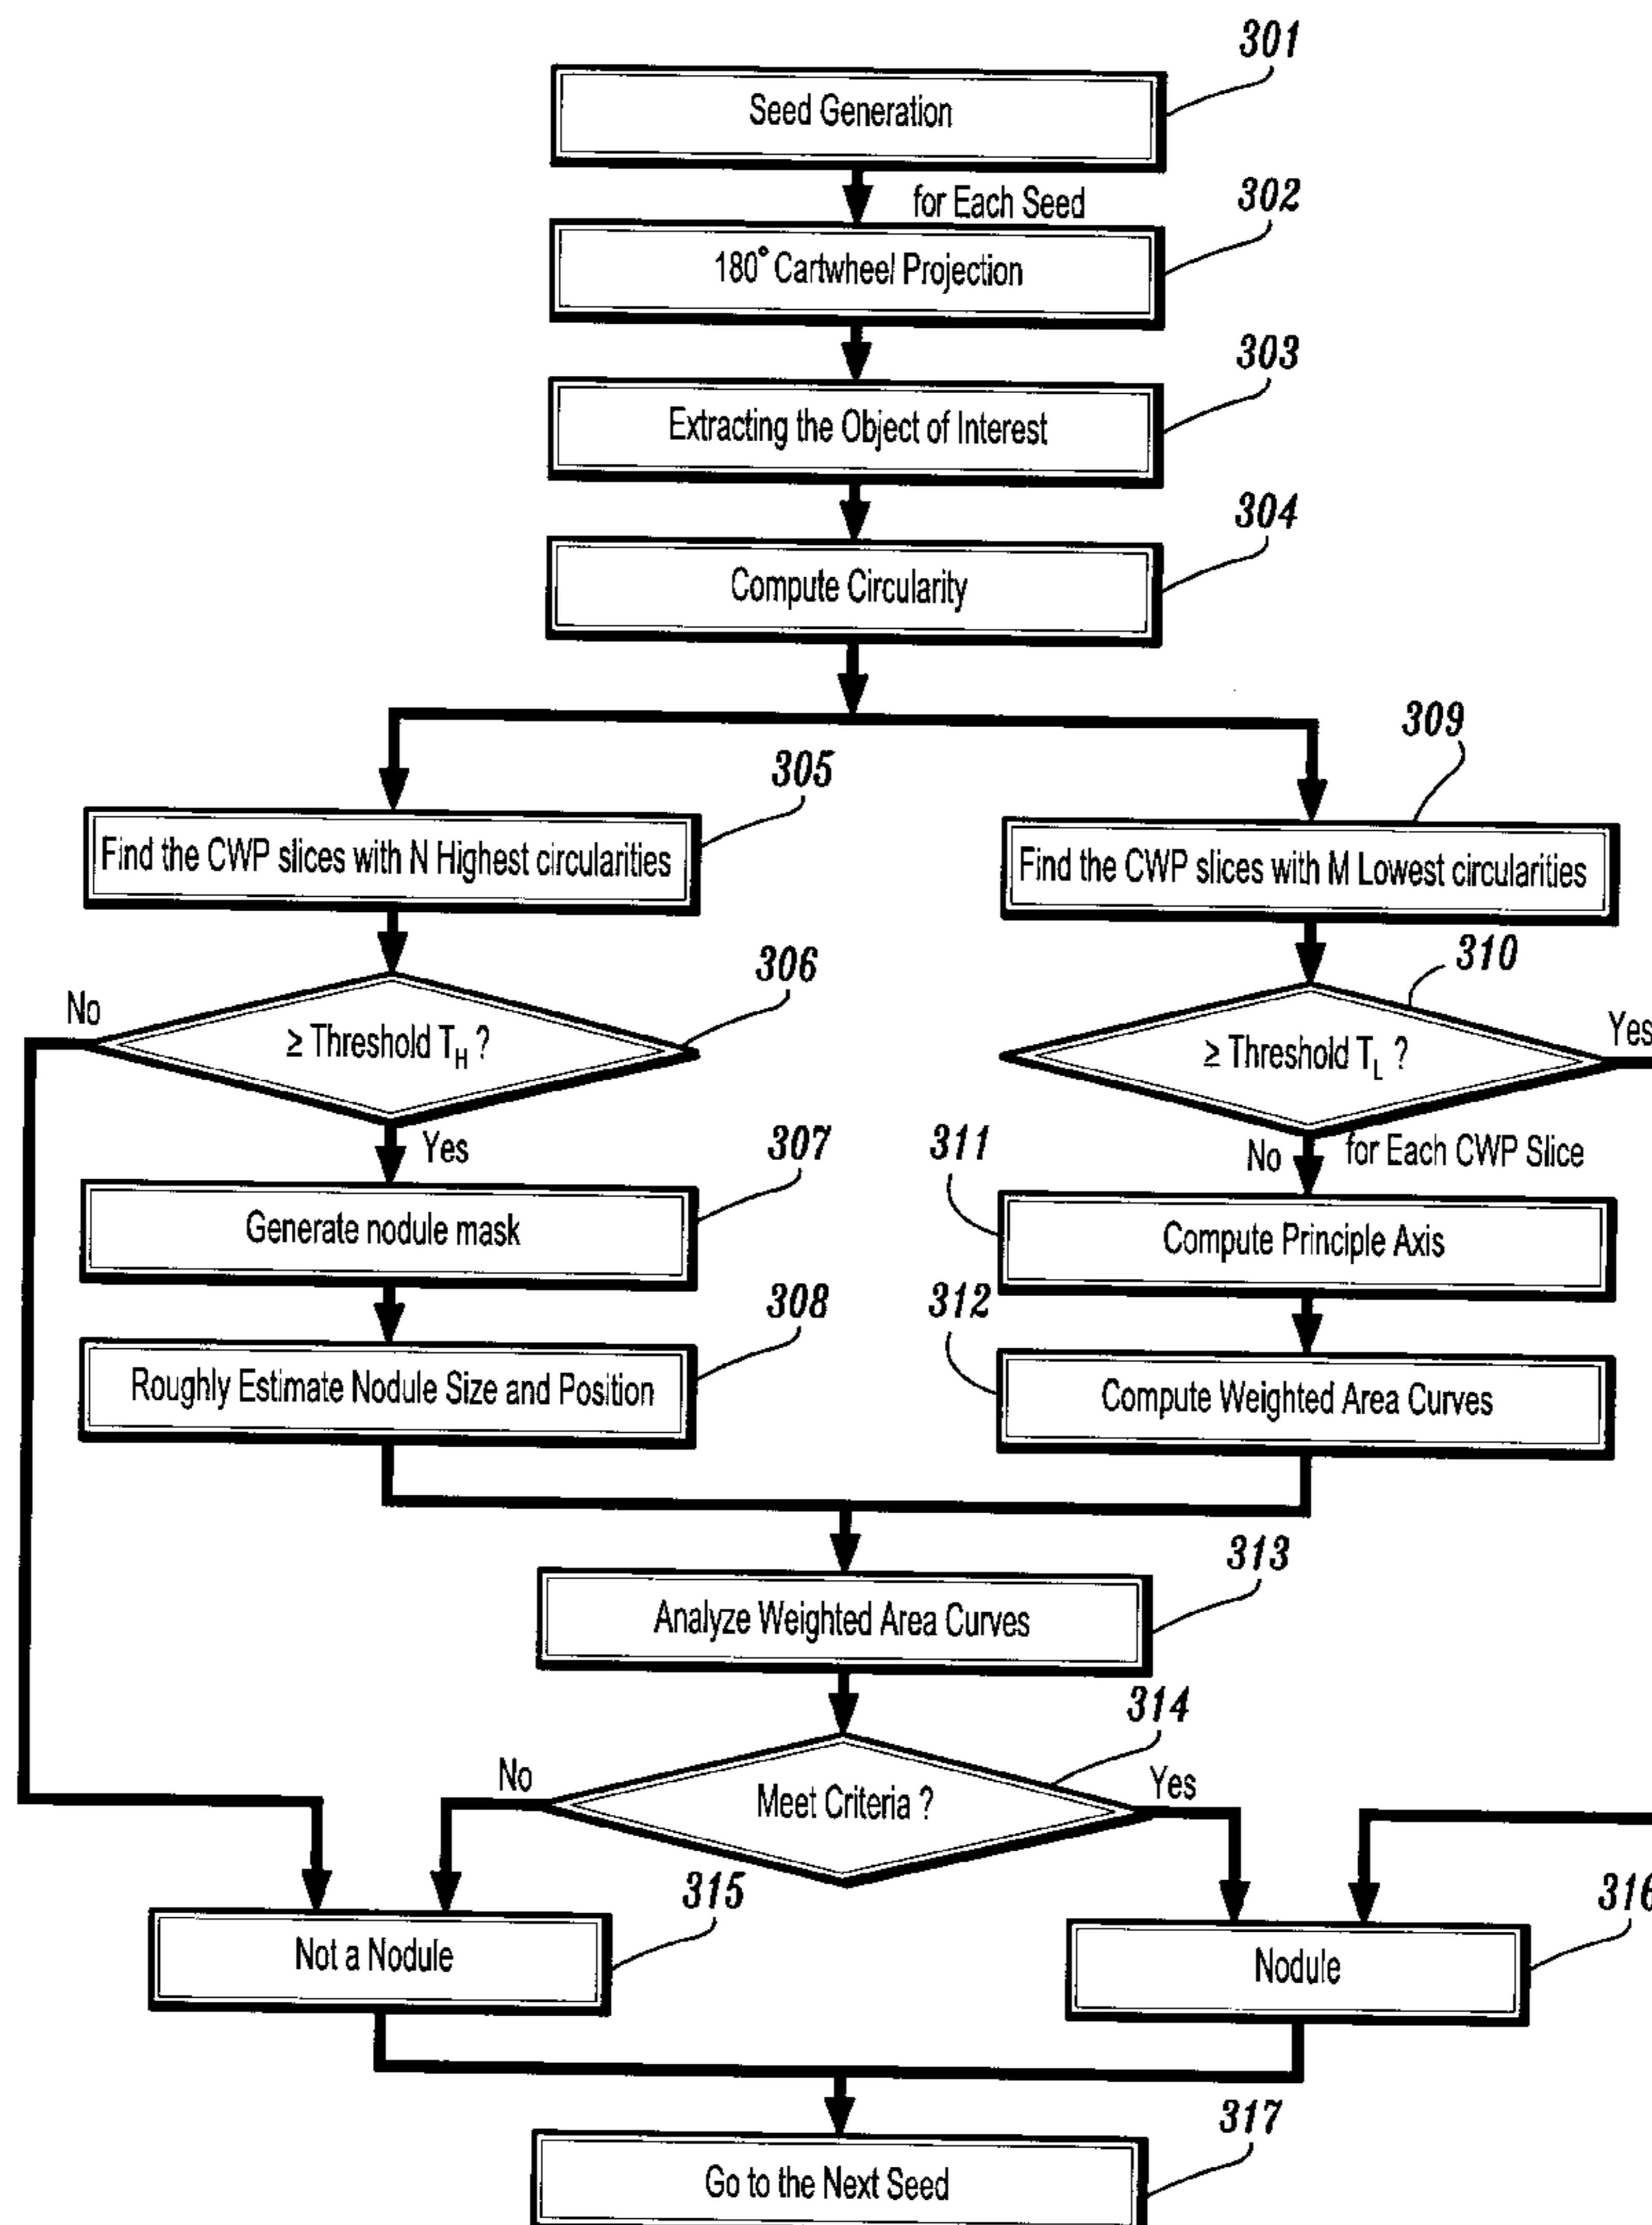 301
Seed Generation
for Each Seed
302
180° Cartwheel Projection
303
Extracting the Object of Interest
304
Compute Circularity
305
Find the CWP slices with N Highest circularities
309
Find the CWP slices with M Lowest circularities
306
No
≥ Threshold TH ?
Yes
310
≥ Threshold TL ?
Yes
No
for Each CWP Slice
307
Generate nodule mask
311
Compute Principle Axis
308
Roughly Estimate Nodule Size and Position
312
Compute Weighted Area Curves
313
Analyze Weighted Area Curves
314
No
Meet Criteria ?
Yes
315
Not a Nodule
316
Nodule
317
Go to the Next Seed